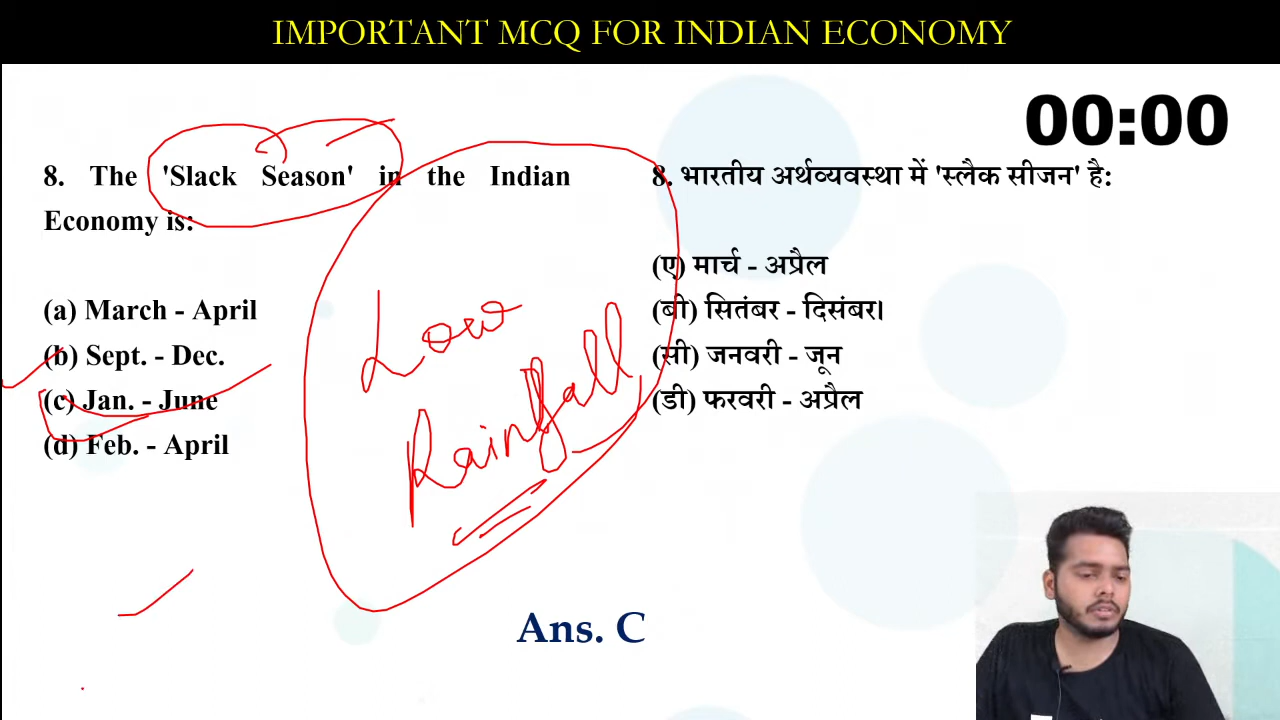 IMPORTANT MCQ FOR INDIAN ECONOMY
00:00
8. The 'Slack Season' in the Indian
Economy is:
(a) March - April
(b) Sept. - Dec.
(c) Jan. - June
(d) Feb. - April
Low
Rainfall
8. भारतीय अर्थव्यवस्था में 'स्लैक सीजन' है:
(ए) मार्च - अप्रैल
(बी) सितंबर - दिसंबर।
(सी) जनवरी - जून
(डी) फरवरी - अप्रैल
Ans. C